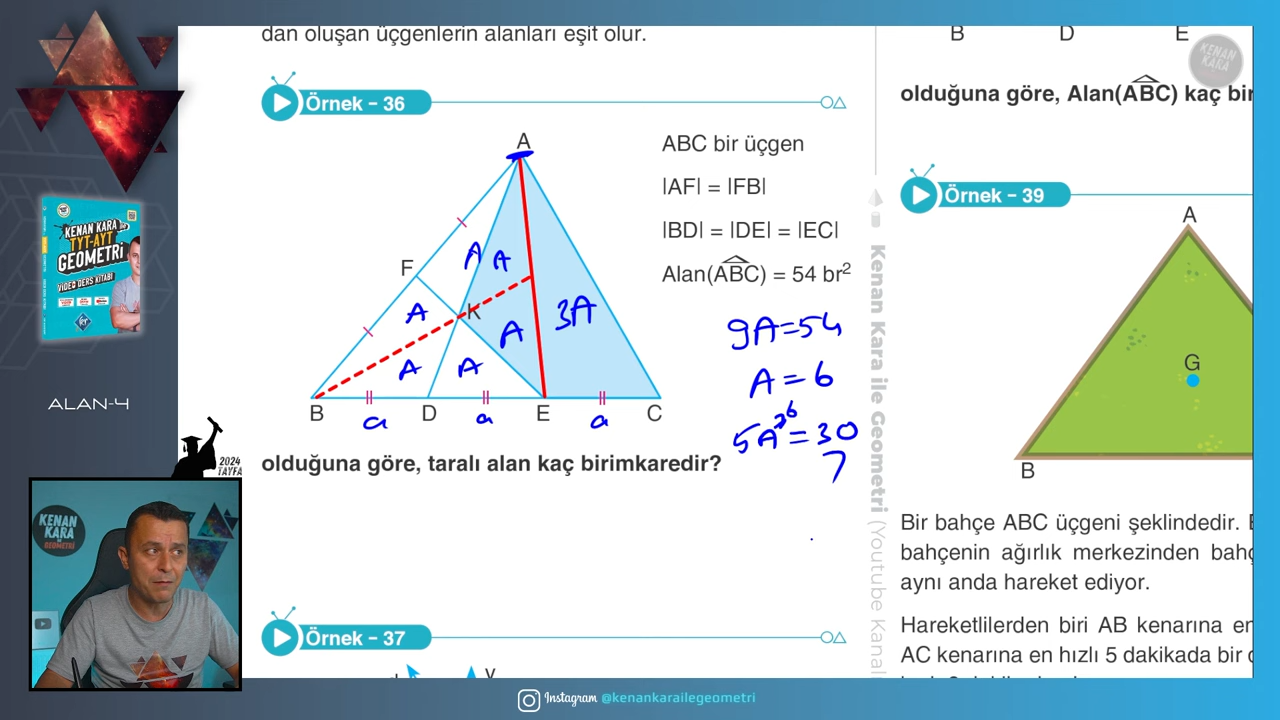 dan oluşan üçgenlerin alanları eşit olur.
Örnek – 36
A
F
K
B
D
E
C
A
A
A
A
A
A
3A
a
a
a
ABC bir üçgen
|AF| = |FB|
|BD| = |DE| = |EC|
Alan(ABC) = 54 br²
9A=54
A=6
5A=30
6
olduğuna göre, taralı alan kaç birimkaredir?
Örnek – 37
B D E
olduğuna göre, Alan(ABC) kaç bir
Örnek – 39
A
G
B
Bir bahçe ABC üçgeni şeklindedir.
bahçenin ağırlık merkezinden bahç
aynı anda hareket ediyor.
Hareketlilerden biri AB kenarına en
AC kenarına en hızlı 5 dakikada bir
Kenan Kara ile Geometri (Youtube Kanal
KENAN KARA
KENAN KARA
TYT-AYT
GEOMETRİ
VİDEO DERS KİTABI
ALAN-4
2024
TAYFA
KENAN
KARA
GEOMETRİ
Instagram @kenankarailegeometri